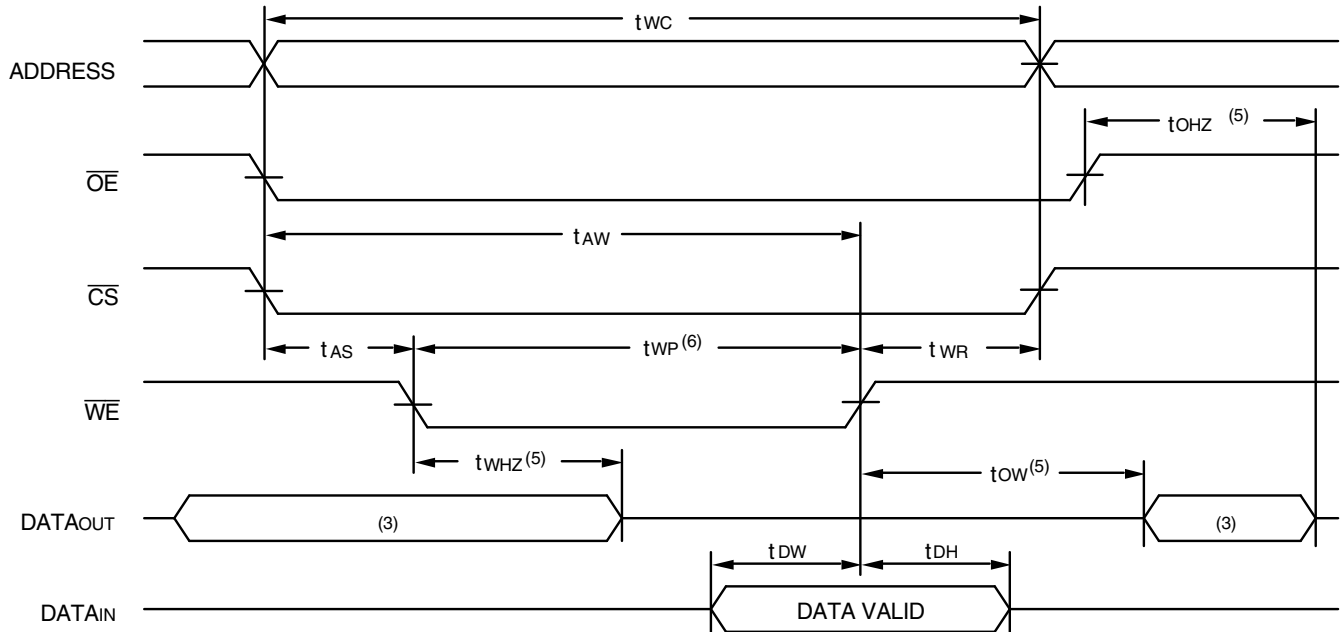 tWC
ADDRESS
tOHZ (5)
OE
tAW
CS
tAS tWP(6) tWR
WE
tWHZ(5) tOW(5)
DATAOUT (3) (3)
tDW tDH
DATAIN DATA VALID